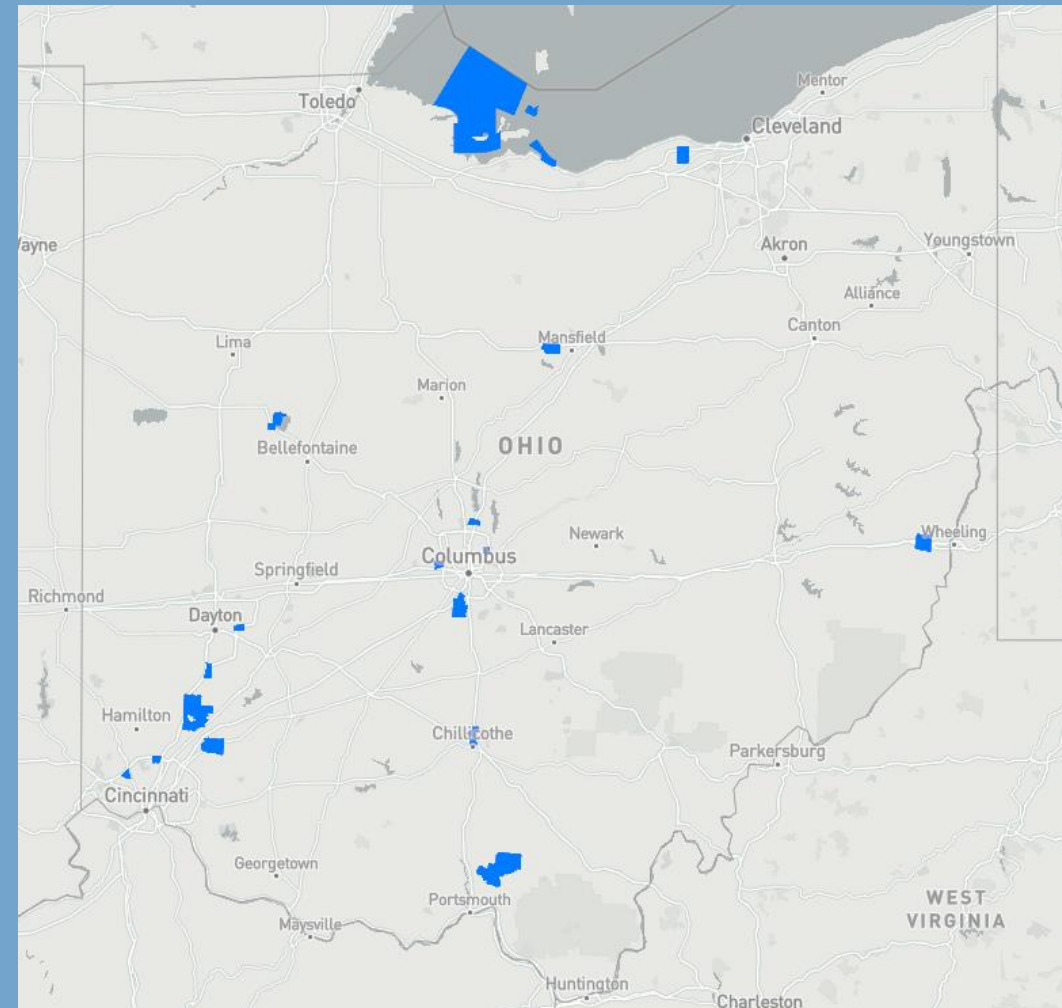 Mentor
Toledo
Cleveland
Wayne
Akron
Youngstown
Alliance
Canton
Lima
Mansfield
Marion
OHIO
Bellefontaine
Newark
Wheeling
Columbus
Springfield
Richmond
Dayton
Lancaster
Hamilton
Chillicothe
Parkersburg
Cincinnati
Georgetown
Portsmouth
WEST
VIRGINIA
Maysville
Huntington
Charleston